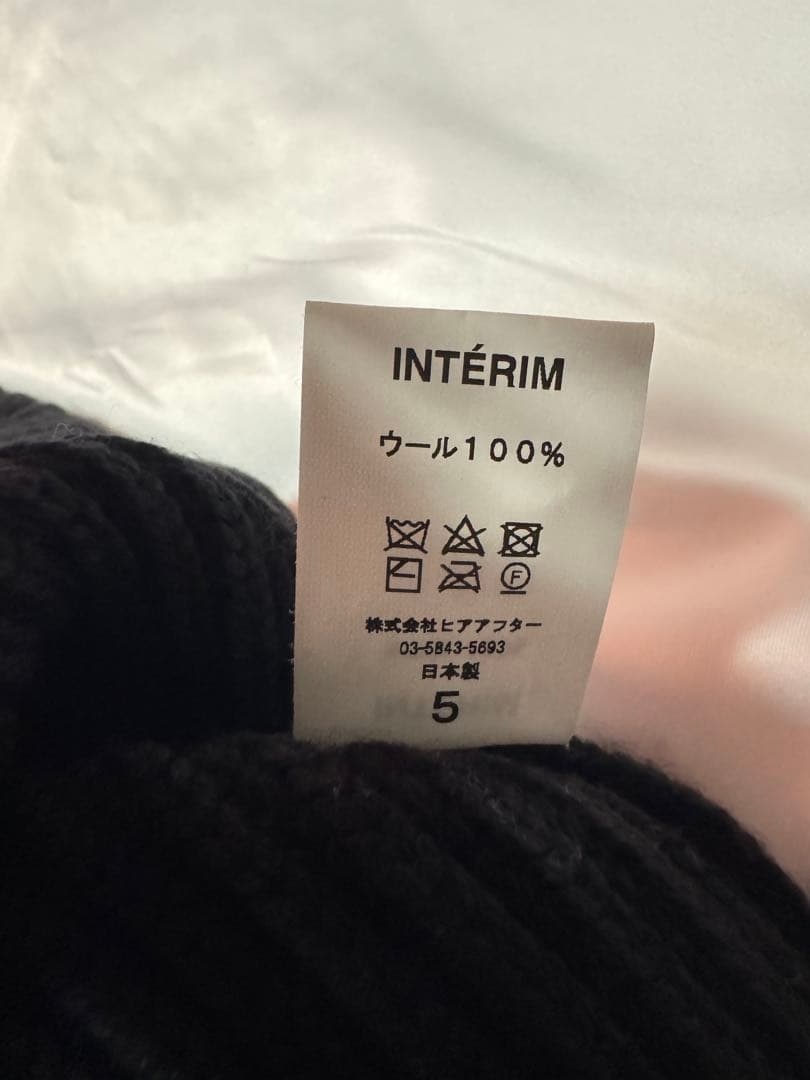 INTÉRIM
ウール100%
F
株式会社ヒアアフター
03-5843-5693
日本製
5